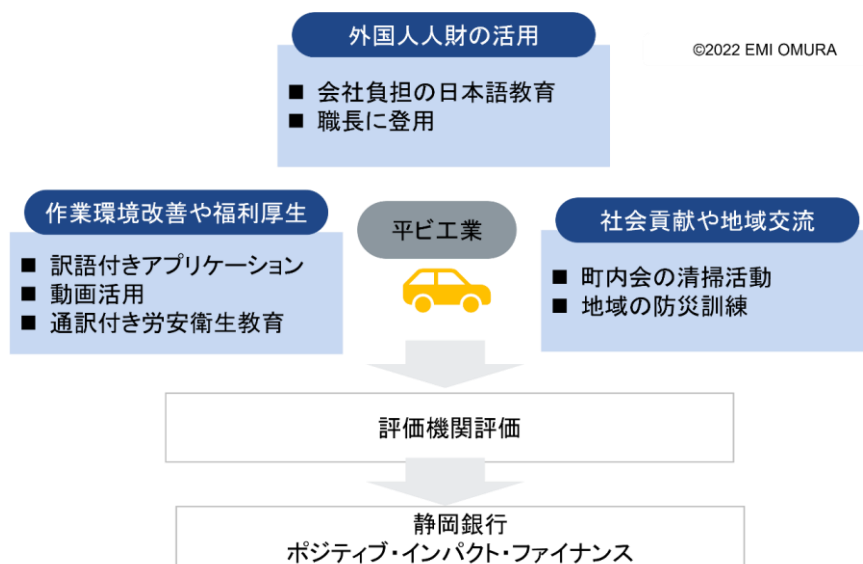 外国人人財の活用
©2022 EMI OMURA
■ 会社負担の日本語教育
■ 職長に登用
作業環境改善や福利厚生
■ 訳語付きアプリケーション
■ 動画活用
■ 通訳付き労安衛生教育
平ビ工業
社会貢献や地域交流
■ 町内会の清掃活動
■ 地域の防災訓練
評価機関評価
静岡銀行
ポジティブ・インパクト・ファイナンス